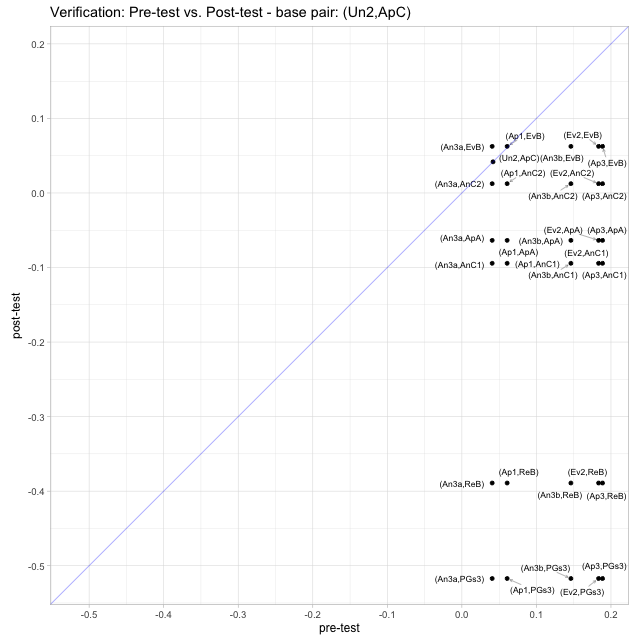 Verification: Pre-test vs. Post-test - base pair: (Un2,ApC)
0.2
0.1
(Ap1,EvB)
(Ev2,EvB)
(An3a,EvB)
(Un2,ApC)
(An3b,EvB)
(Ap3,EvB)
(Ap1,AnC2)
(Ev2,AnC2)
(An3a,AnC2)
0.0
(An3b,AnC2)
(Ap3,AnC2)
(Ev2,ApA)
(Ap3,ApA)
(An3a,ApA)
(An3b,ApA)
(Ap1,ApA)
(Ev2,AnC1)
(An3a,AnC1)
(Ap1,AnC1)
-0.1
(An3b,AnC1)
(Ap3,AnC1)
post-test
-0.2
-0.3
(Ap1,ReB)
(Ev2,ReB)
(An3a,ReB)
-0.4
(An3b,ReB)
(Ap3,ReB)
-0.5
(An3b,PGs3)
(Ap3,PGs3)
(An3a,PGs3)
(Ap1,PGs3)
(Ev2,PGs3)
-0.5 -0.4 -0.3 -0.2 -0.1 0.0 0.1 0.2
pre-test